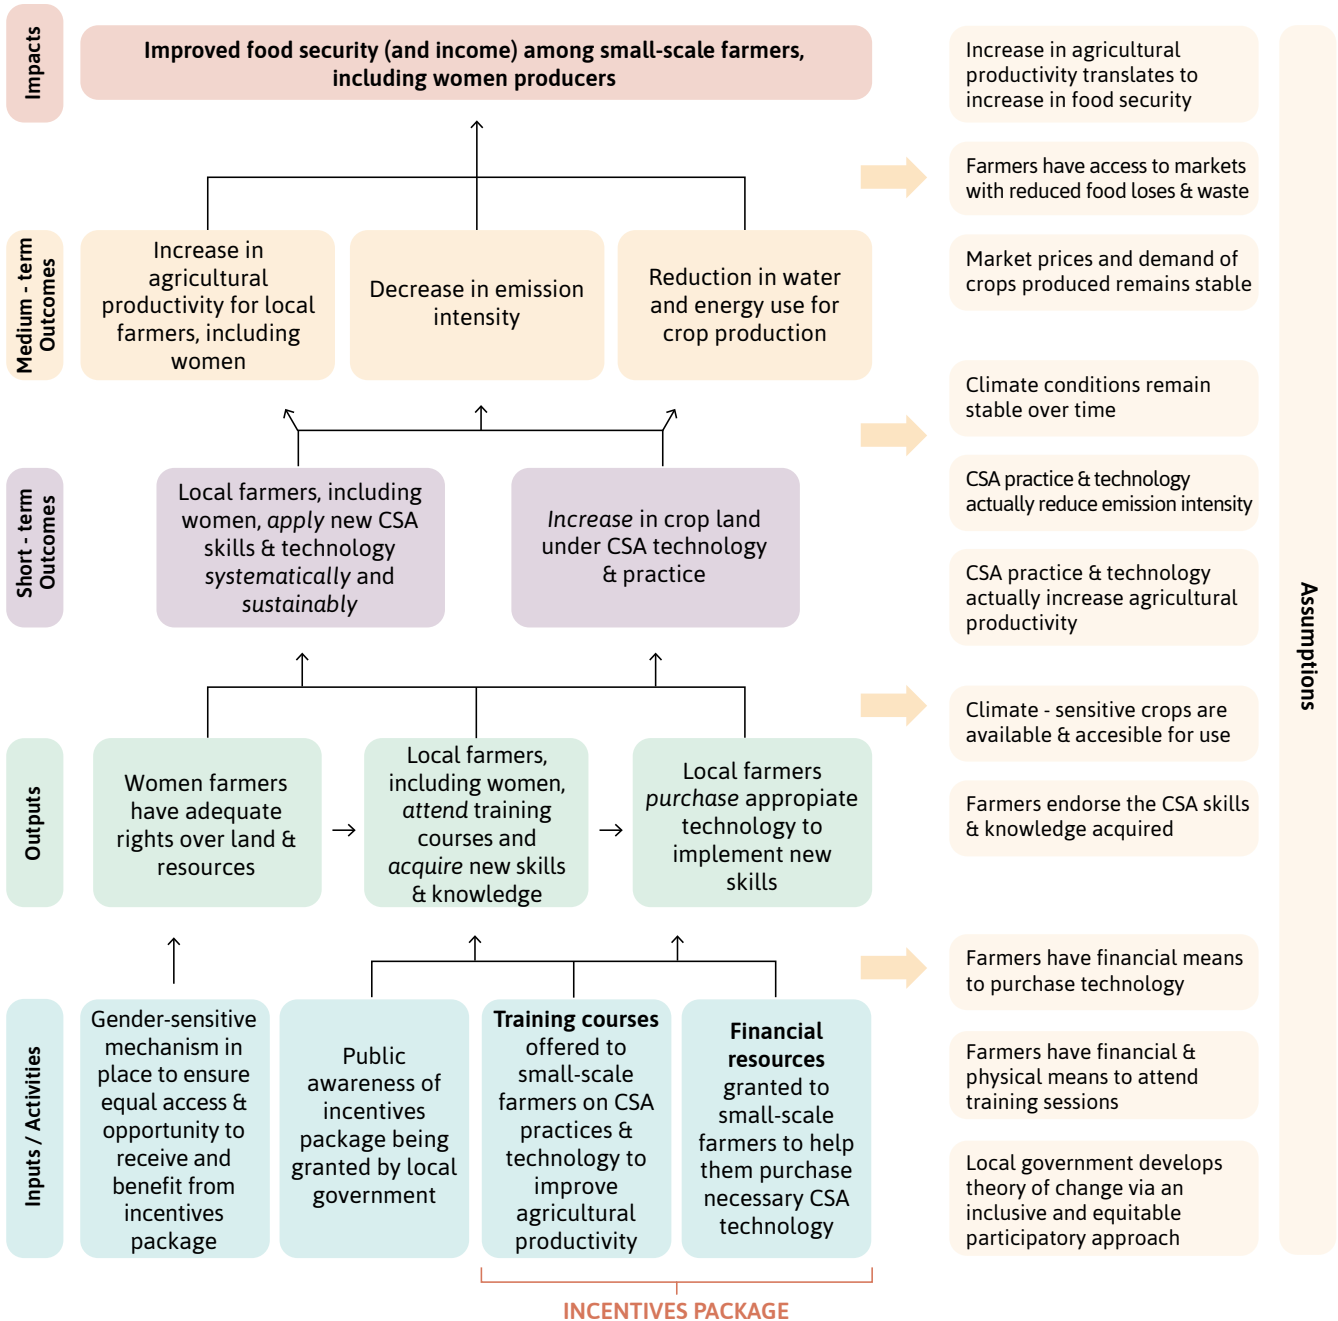 Impacts
Improved food security (and income) among small-scale farmers,
including women producers
Increase in agricultural
productivity translates to
increase in food security
Farmers have access to markets
with reduced food loses & waste
Market prices and demand of
crops produced remains stable
Medium - term
Outcomes
Increase in
agricultural
productivity for local
farmers, including
women
Decrease in emission
intensity
Reduction in water
and energy use for
crop production
Climate conditions remain
stable over time
CSA practice & technology
actually reduce emission intensity
CSA practice & technology
actually increase agricultural
productivity
Short - term
Outcomes
Local farmers, including
women, apply new CSA
skills & technology
systematically and
sustainably
Increase in crop land
under CSA technology
& practice
Climate - sensitive crops are
available & accesible for use
Farmers endorse the CSA skills
& knowledge acquired
Outputs
Women farmers
have adequate
rights over land &
resources
Local farmers,
including women,
attend training
courses and
acquire new skills
& knowledge
Local farmers
purchase appropiate
technology to
implement new
skills
Farmers have financial means
to purchase technology
Farmers have financial &
physical means to attend
training sessions
Local government develops
theory of change via an
inclusive and equitable
participatory approach
Inputs / Activities
Gender-sensitive
mechanism in
place to ensure
equal access &
opportunity to
receive and
benefit from
incentives
package
Public
awareness of
incentives
package being
granted by local
government
Training courses
offered to
small-scale
farmers on CSA
practices &
technology to
improve
agricultural
productivity
Financial
resources
granted to
small-scale
farmers to help
them purchase
necessary CSA
technology
INCENTIVES PACKAGE
Assumptions